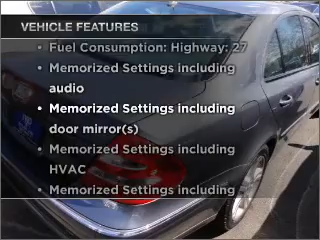 VEHICLE FEATURES
• Fuel Consumption: Highway: 27
• Memorized Settings including
audio
• Memorized Settings including
door mirror(s)
• Memorized Settings including
HVAC
• Memorized Settings including